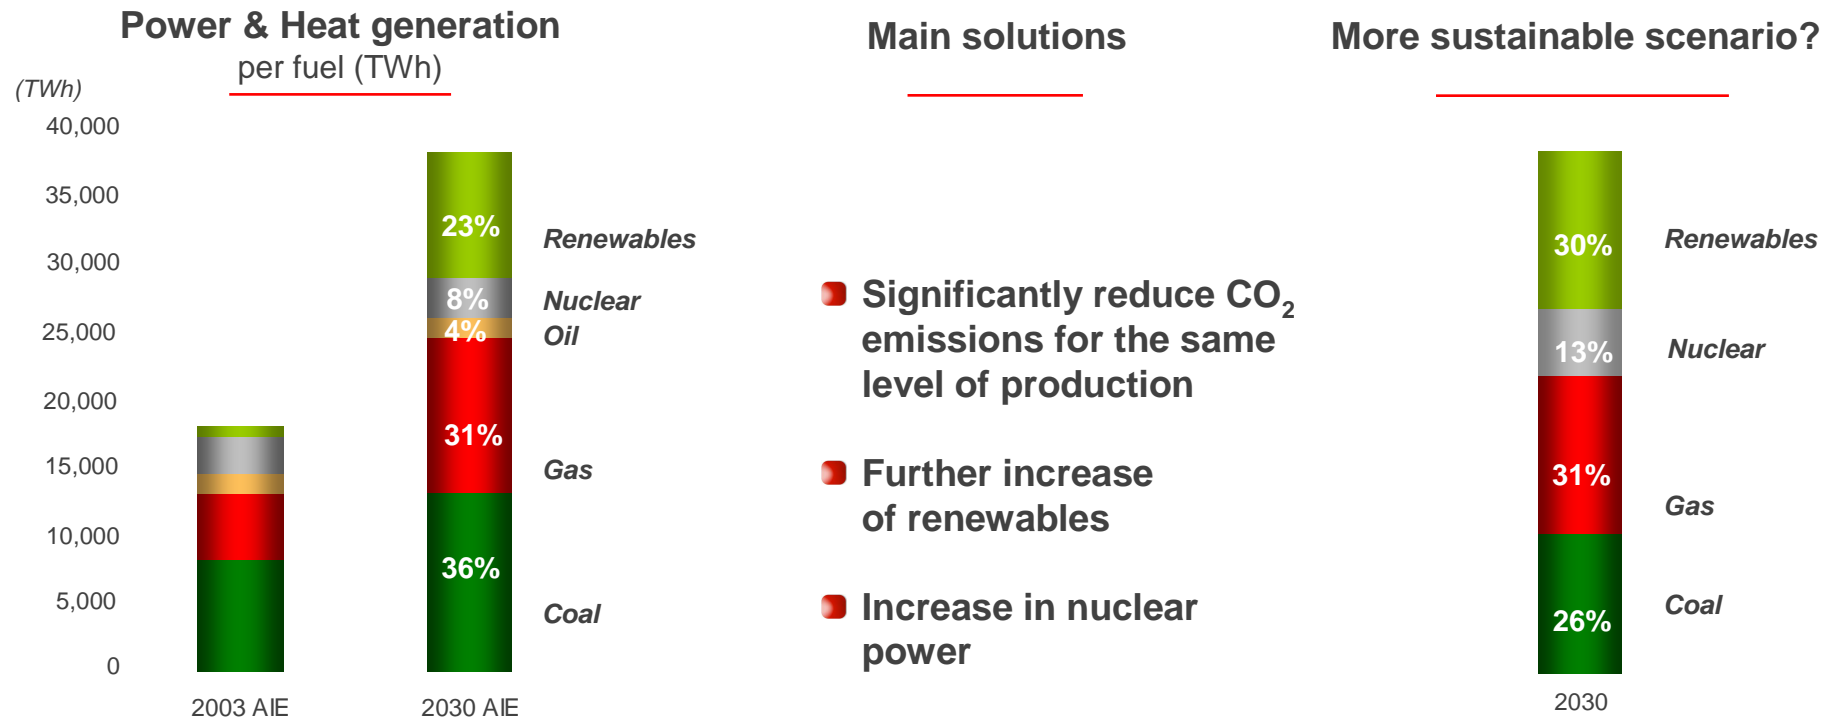 Power & Heat generation
per fuel (TWh)
(TWh)
40,000
35,000
30,000
25,000
20,000
15,000
10,000
5,000
0
23%
8%
4%
31%
36%
Renewables
Nuclear
Oil
Gas
Coal
2003 AIE
2030 AIE
Main solutions
Significantly reduce CO2
emissions for the same
level of production
Further increase
of renewables
Increase in nuclear
power
More sustainable scenario?
30%
13%
31%
26%
Renewables
Nuclear
Gas
Coal
2030